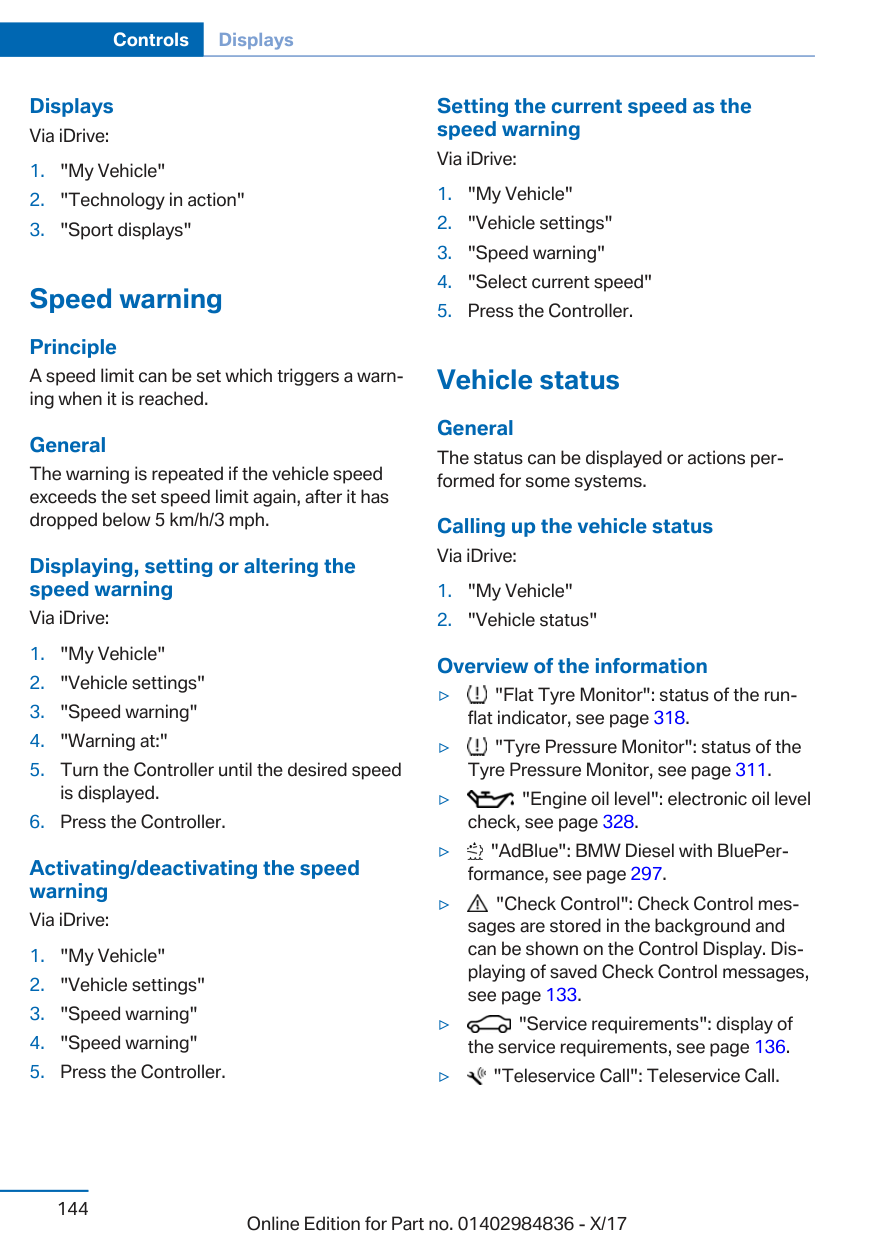 Controls Displays
Displays
Via iDrive:
1. "My Vehicle"
2. "Technology in action"
3. "Sport displays"
Speed warning
Principle
A speed limit can be set which triggers a warn-
ing when it is reached.
General
The warning is repeated if the vehicle speed
exceeds the set speed limit again, after it has
dropped below 5 km/h/3 mph.
Displaying, setting or altering the
speed warning
Via iDrive:
1. "My Vehicle"
2. "Vehicle settings"
3. "Speed warning"
4. "Warning at:"
5. Turn the Controller until the desired speed
is displayed.
6. Press the Controller.
Activating/deactivating the speed
warning
Via iDrive:
1. "My Vehicle"
2. "Vehicle settings"
3. "Speed warning"
4. "Speed warning"
5. Press the Controller.
Setting the current speed as the
speed warning
Via iDrive:
1. "My Vehicle"
2. "Vehicle settings"
3. "Speed warning"
4. "Select current speed"
5. Press the Controller.
Vehicle status
General
The status can be displayed or actions per-
formed for some systems.
Calling up the vehicle status
Via iDrive:
1. "My Vehicle"
2. "Vehicle status"
Overview of the information
▷ "Flat Tyre Monitor": status of the run-
flat indicator, see page 318.
▷ "Tyre Pressure Monitor": status of the
Tyre Pressure Monitor, see page 311.
▷ "Engine oil level": electronic oil level
check, see page 328.
▷ "AdBlue": BMW Diesel with BluePer-
formance, see page 297.
▷ "Check Control": Check Control mes-
sages are stored in the background and
can be shown on the Control Display. Dis-
playing of saved Check Control messages,
see page 133.
▷ "Service requirements": display of
the service requirements, see page 136.
▷ "Teleservice Call": Teleservice Call.
144
Online Edition for Part no. 01402984836 - X/17